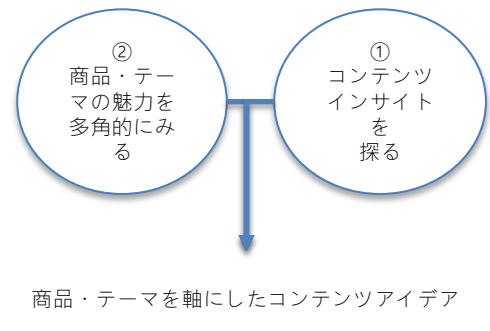 ②
商品・テー
マの魅力を
多角的にみ
る
①
コンテンツ
インサイト
を
探る
商品・テーマを軸にしたコンテンツアイデア